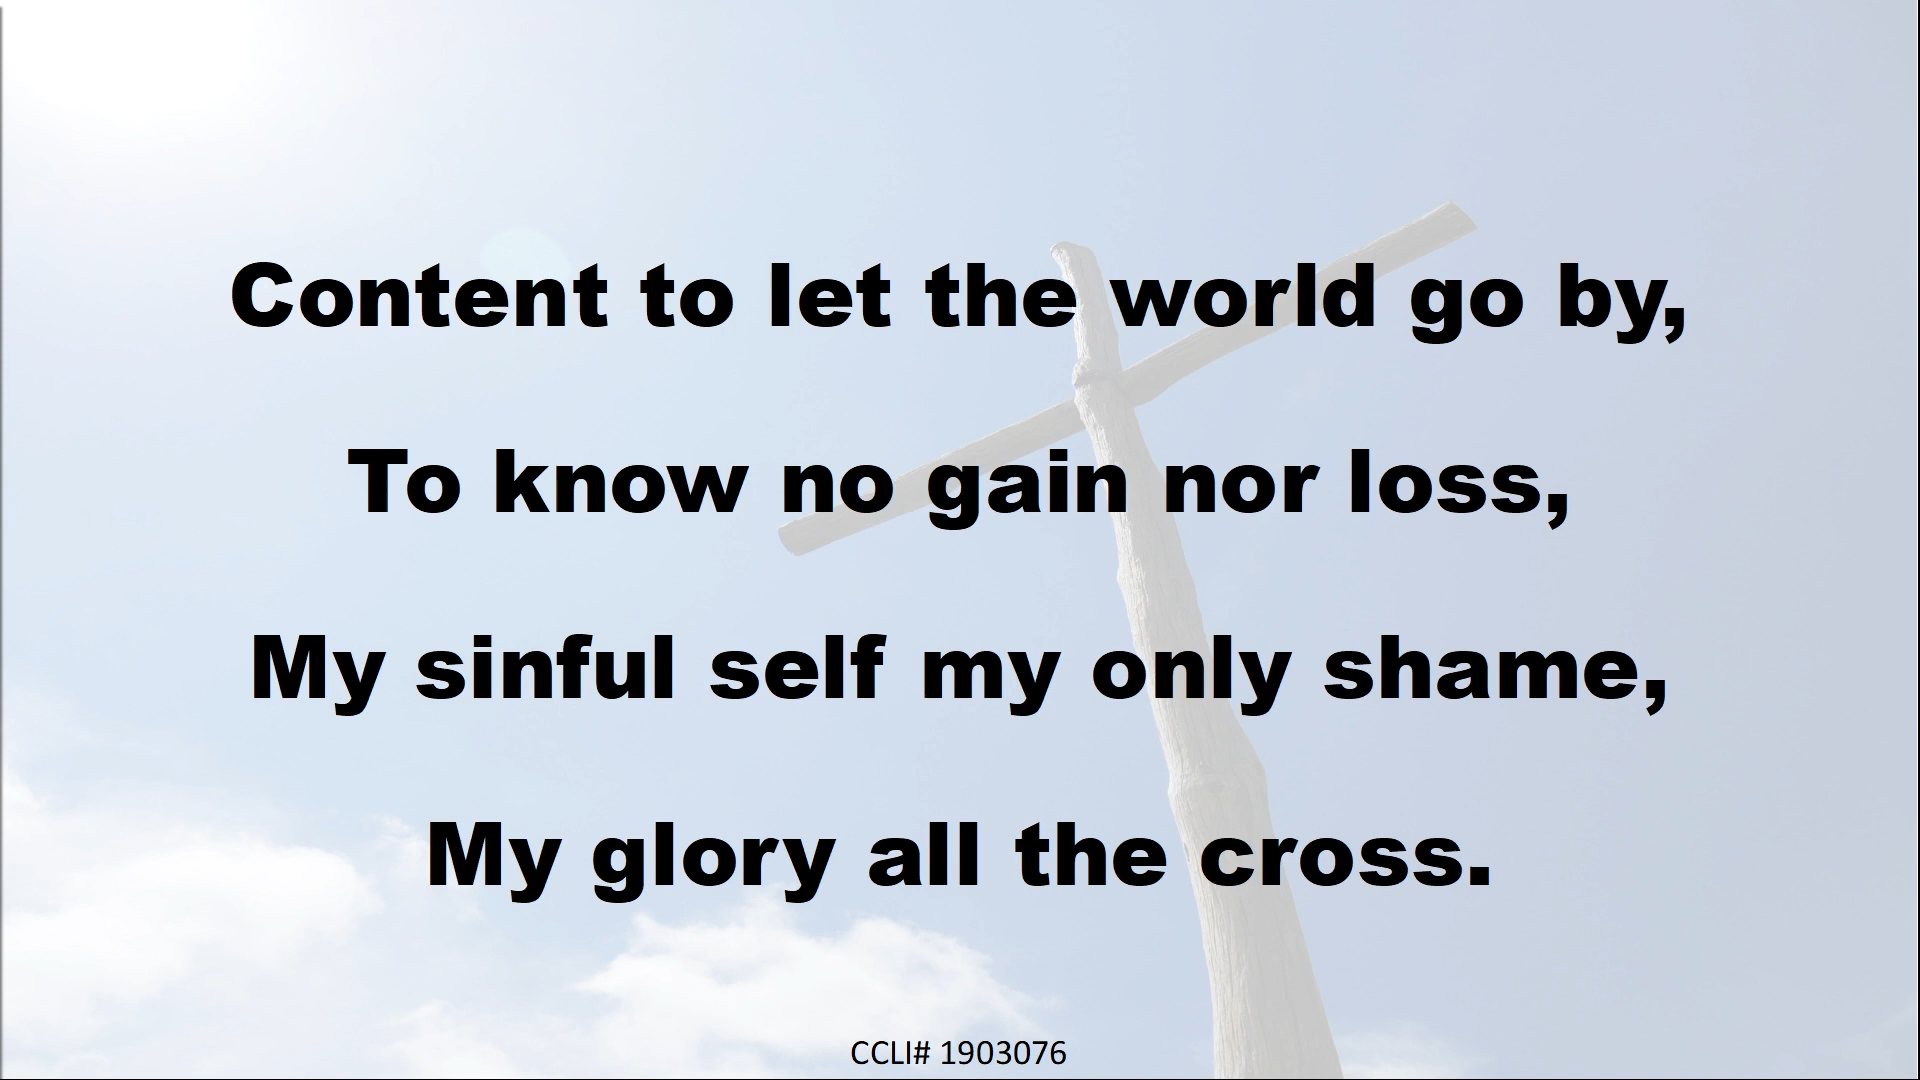 Content to let the world go by,
To know no gain nor loss,
My sinful self my only shame,
My glory all the cross.
CCLI# 1903076